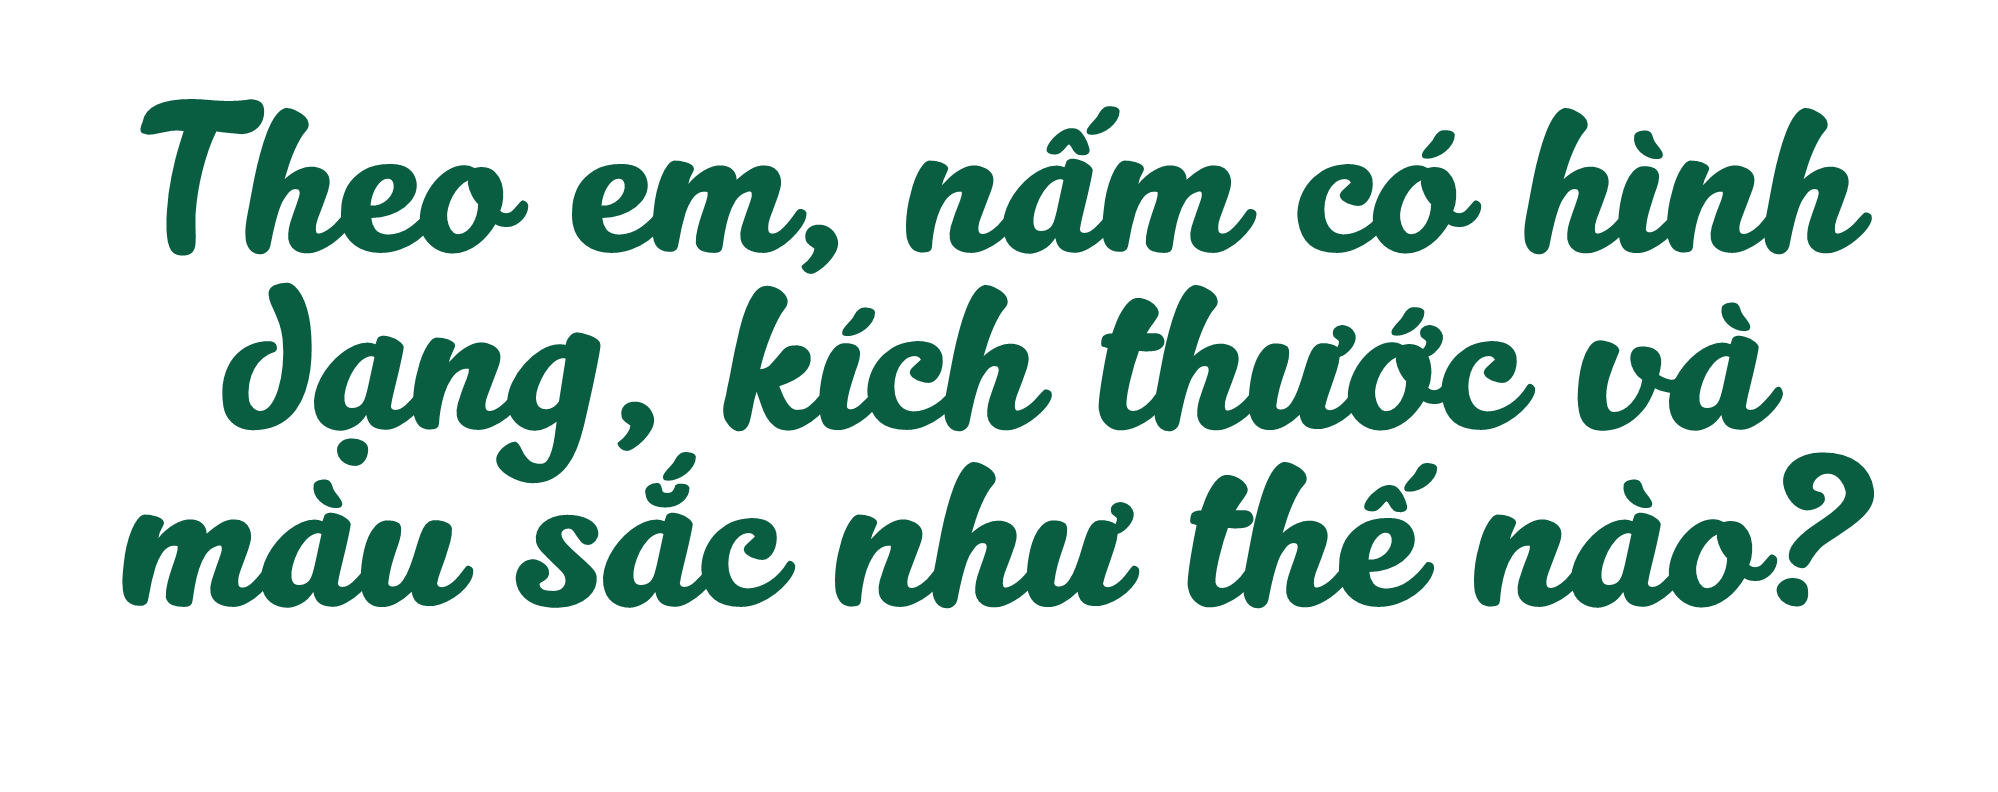 Theo em, nấm có hình
dạng, kích thước và
màu sắc như thế nào?